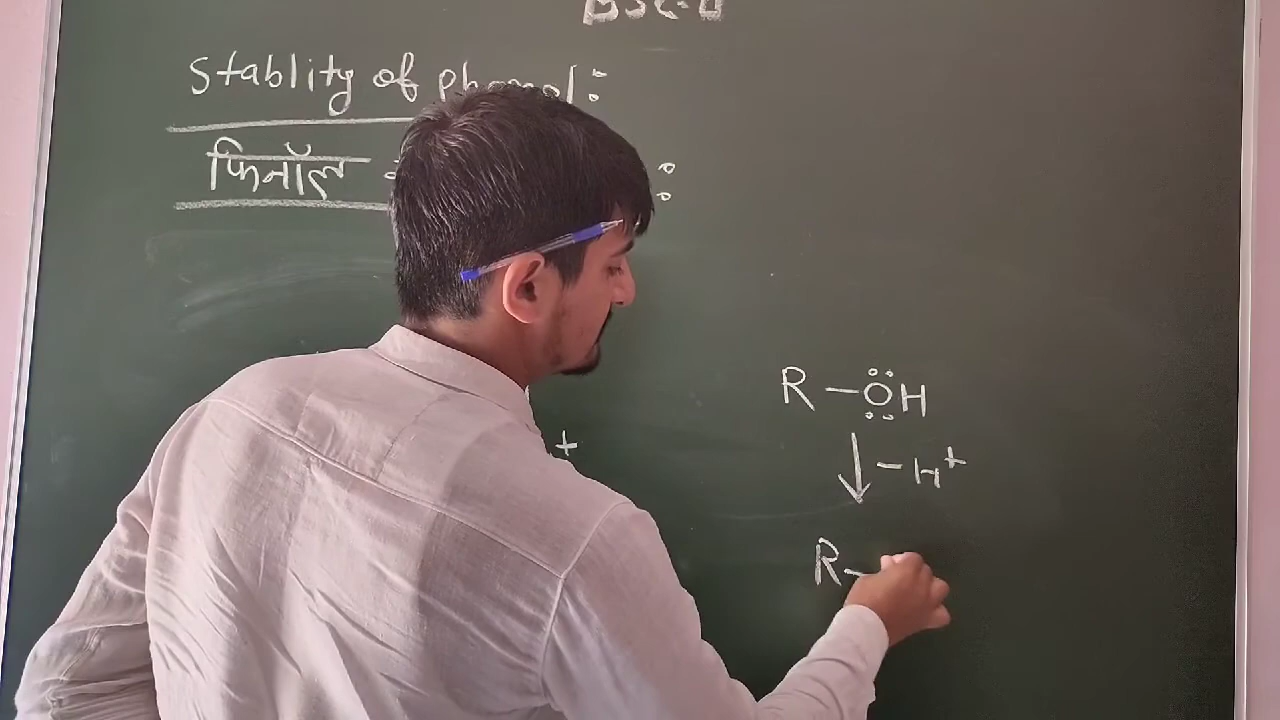 Stablity of phenol :
फिनॉल :
+
R - ÖH
- H⁺
R -